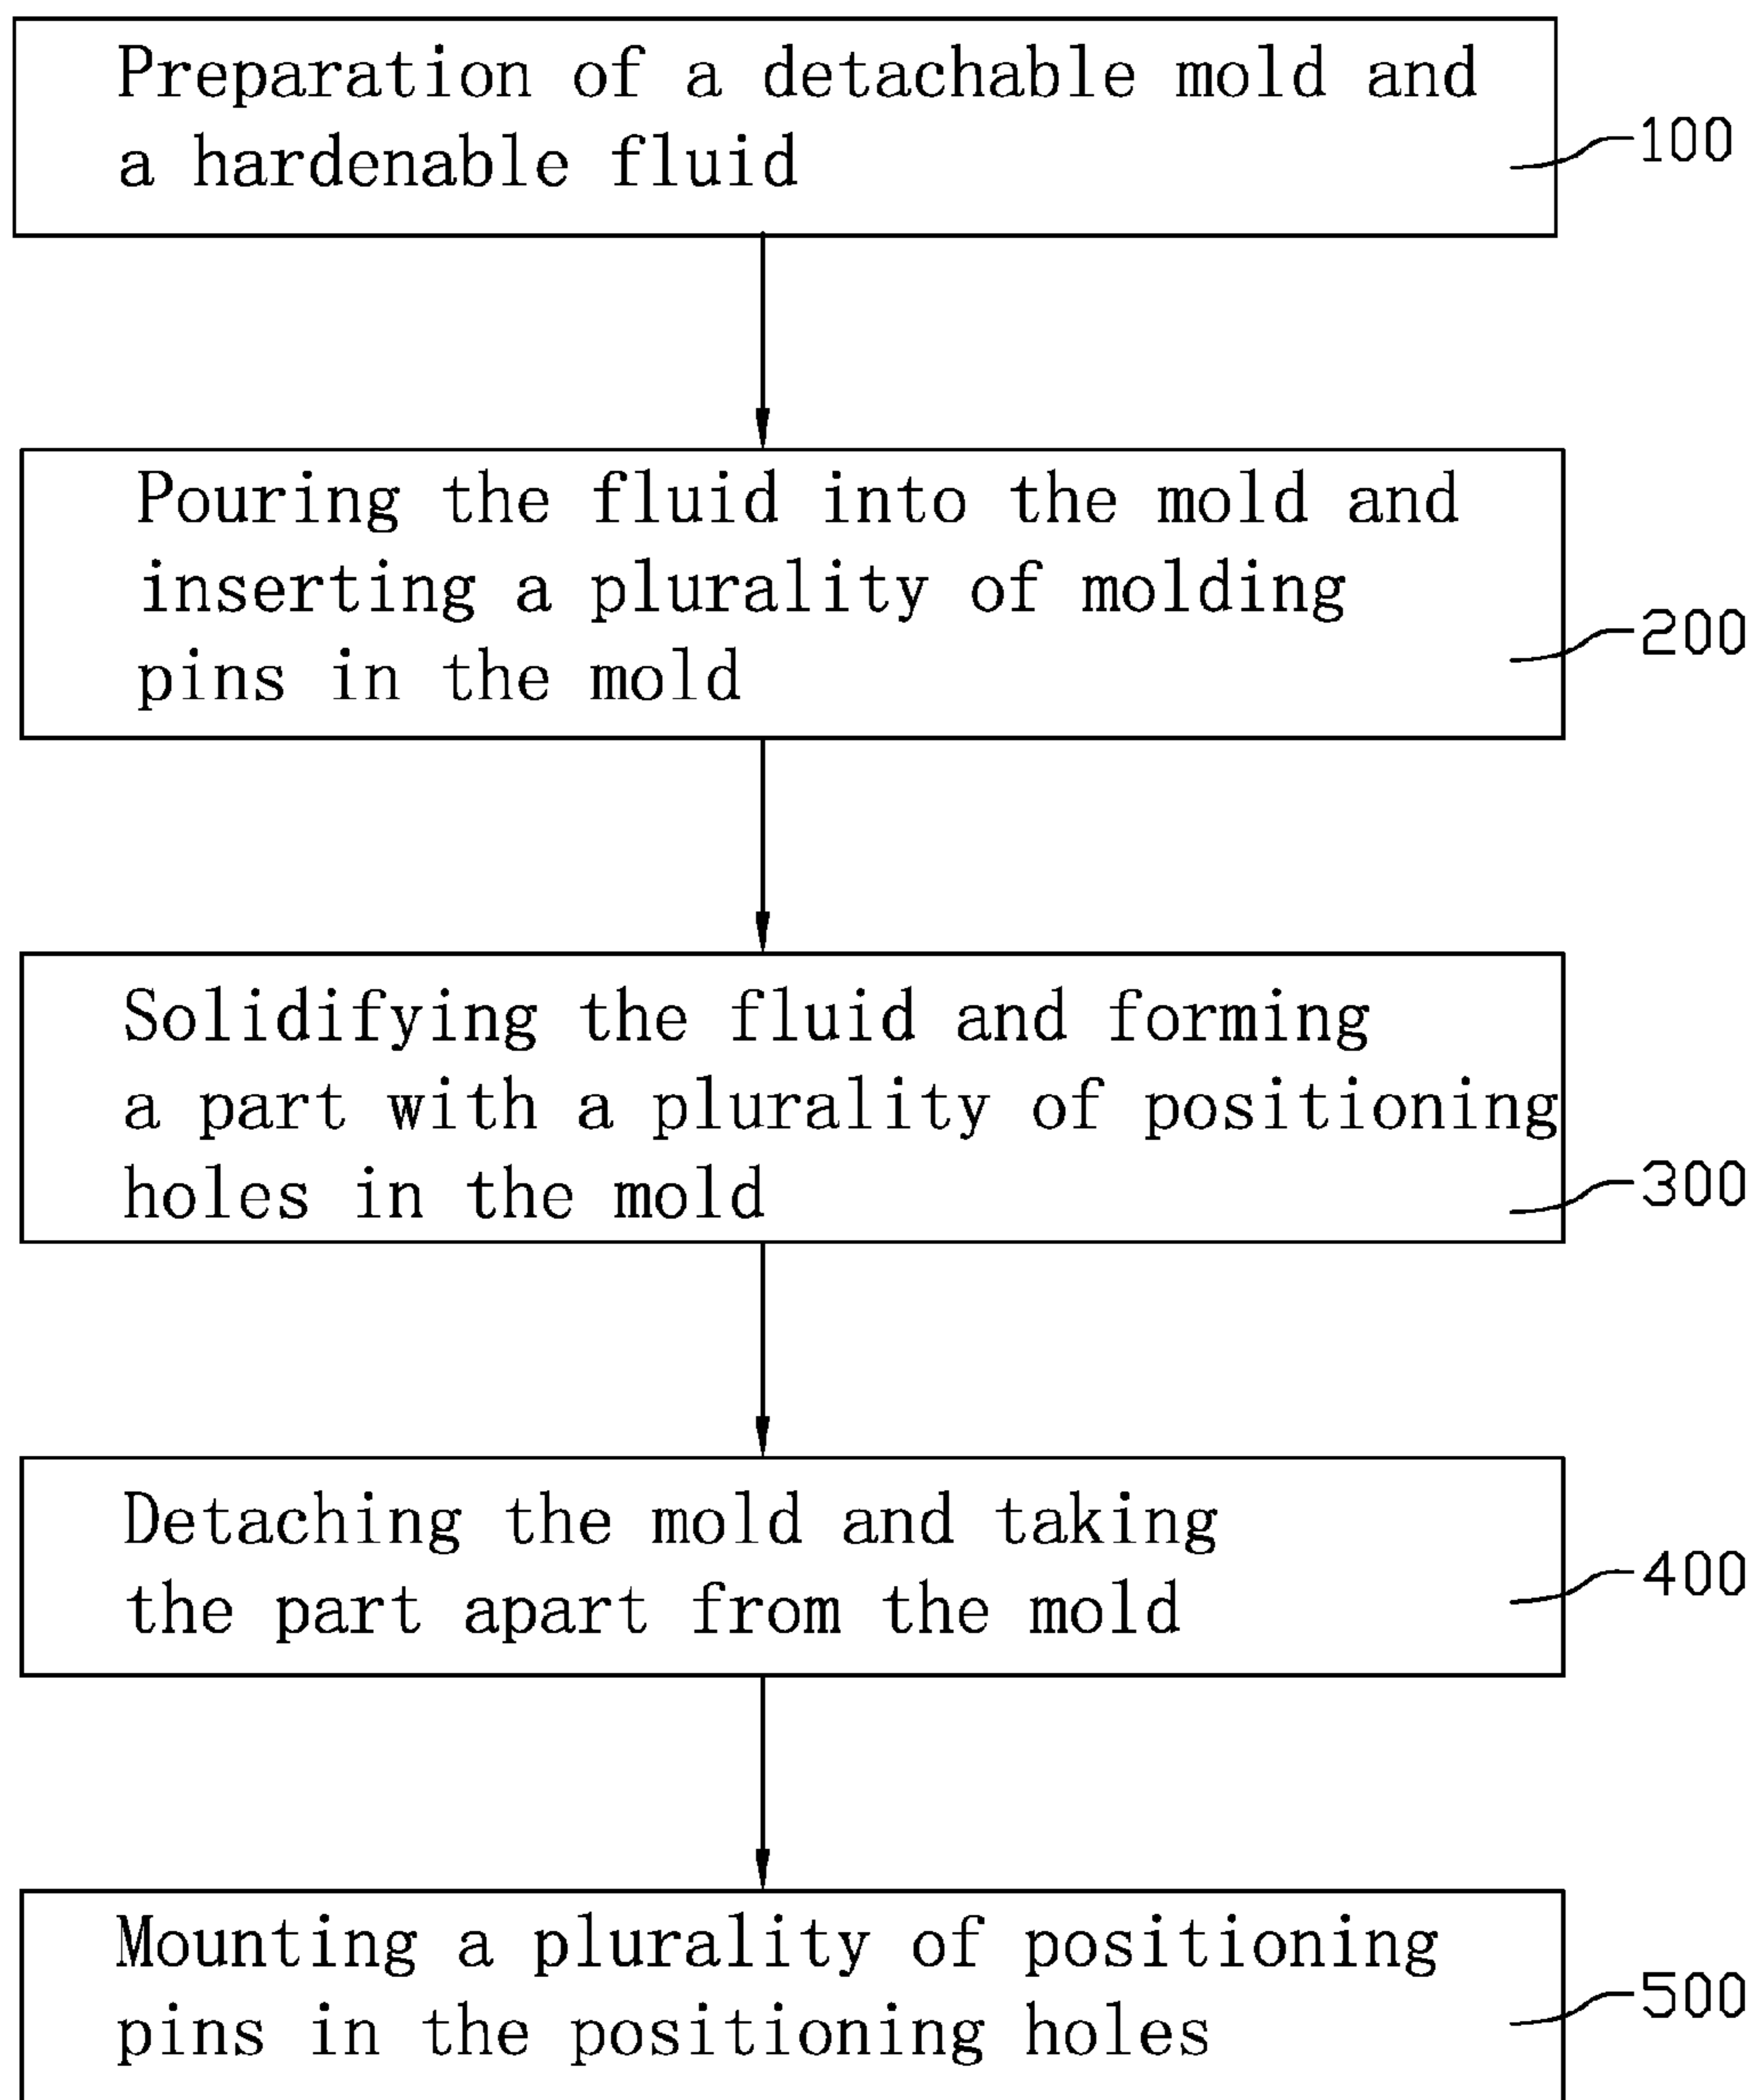 Preparation of a detachable mold and
a hardenable fluid
100
Pouring the fluid into the mold and
inserting a plurality of molding
pins in the mold
200
Solidifying the fluid and forming
a part with a plurality of positioning
holes in the mold
300
Detaching the mold and taking
the part apart from the mold
400
Mounting a plurality of positioning
pins in the positioning holes
500